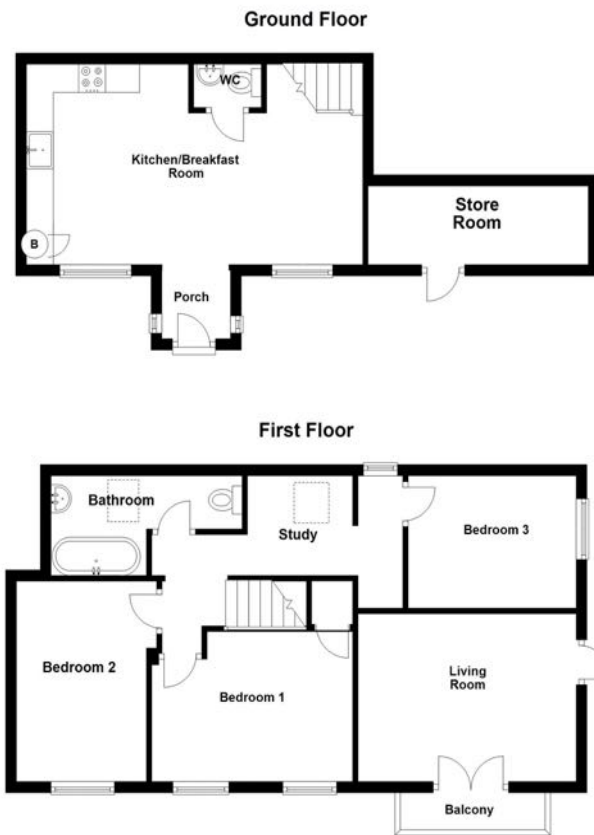 Ground Floor
WC
Kitchen/Breakfast
Room
Store
Room
B
Porch
First Floor
Bathroom
Study
Bedroom 3
Bedroom 2
Bedroom 1
Living
Room
Balcony